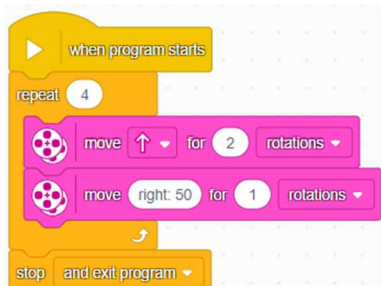 when program starts
repeat 4
move for 2 rotations
move right: 50 for 1 rotations
stop and exit program